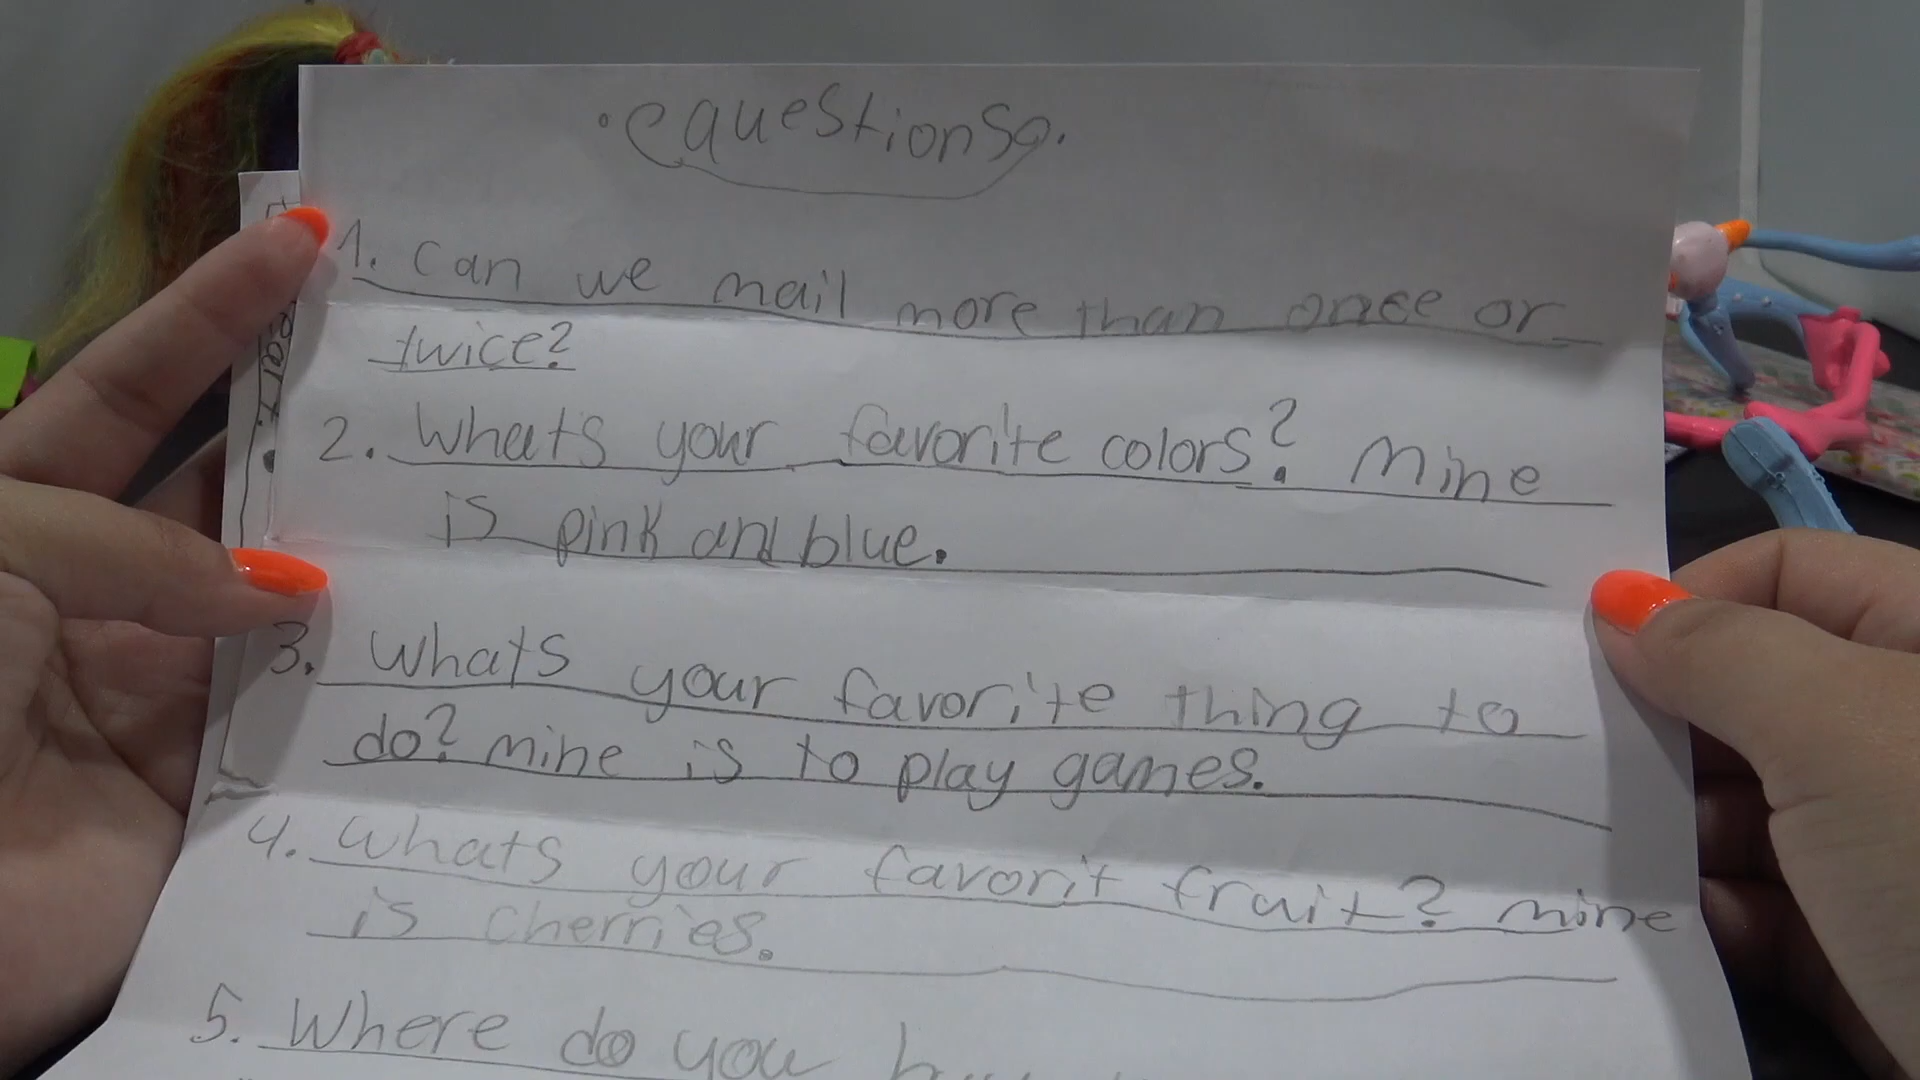 •questions.
1. Can we mail more than once or
twice?
2. Whats your favorite colors? Mine
is pink and blue.
3. Whats your favorite thing to
do? mine is to play games.
4. Whats your favorit fruit? mine
is cherries.
5. Where do you